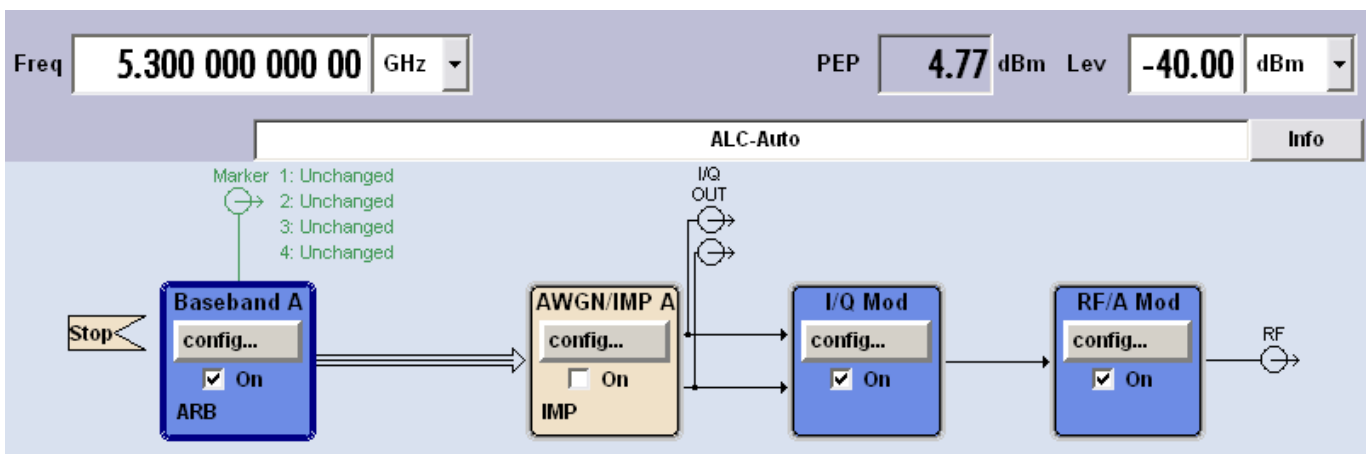 Freq 5.300 000 000 00 GHz PEP 4.77 dBm Lev -40.00 dBm
ALC-Auto Info
Marker 1: Unchanged
2: Unchanged
3: Unchanged
4: Unchanged
I/Q
OUT
Baseband A AWGN/IMP A I/Q Mod RF/A Mod
Stop config... config... config... config... RF
On On On On
ARB IMP